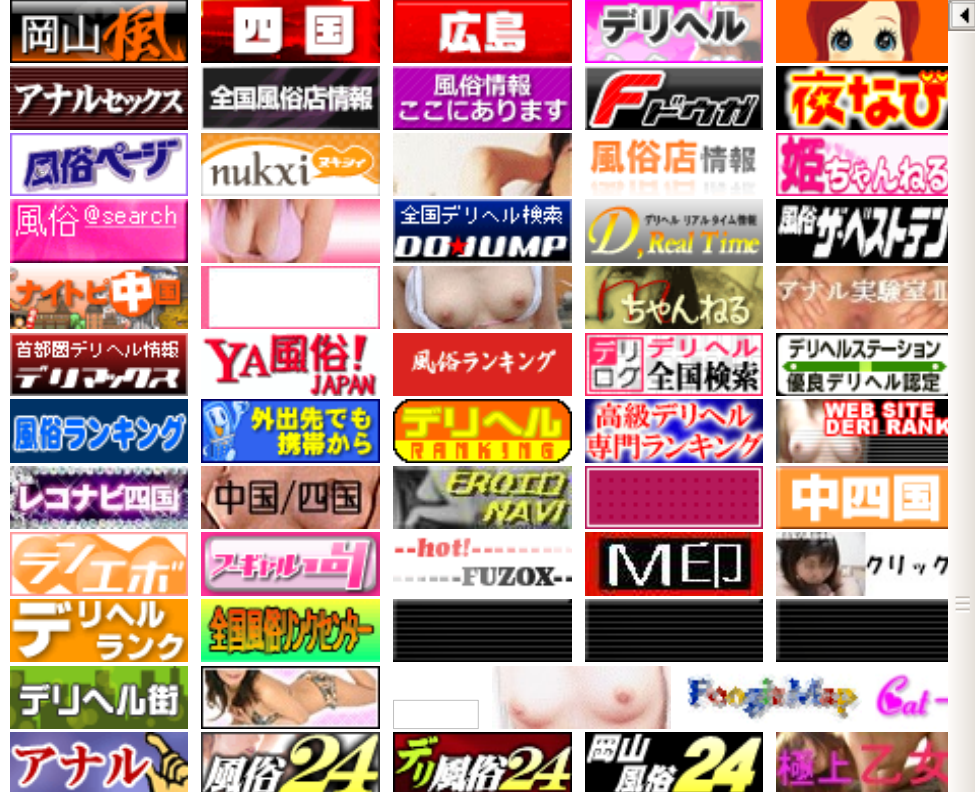 岡山風
四国
広島
デリヘル
アナルセックス
全国風俗店情報
風俗情報
ここにあります
Fドウガ
夜なび
風俗ページ
nukxi ヌキシィ
風俗店情報
姫ちゃんねる
風俗@search
全国デリヘル検索
DO★JUMP
デリヘル リアルタイム情報
D,Real Time
風俗 ザ・ベストテン
ナイトピ中国
mちゃんねる
アナル実験室II
首都圏デリヘル情報
デリマックス
YA風俗!
JAPAN
風俗ランキング
デリログ
デリヘル
全国検索
デリヘルステーション
優良デリヘル認定
風俗ランキング
外出先でも
携帯から
デリヘル
RANKING
高級デリヘル
専門ランキング
WEB SITE
DERI RANK
レコナビ四国
中国/四国
EROID
NAVI
中四国
ラブエボ
--hot!--
FUZOX
M印
クリック
デリヘル
ランク
全国風俗リンクセンター
デリヘル街
FoogleMap
Cat-
アナル
風俗24
デリ風俗24
岡山
風俗24
極上乙女